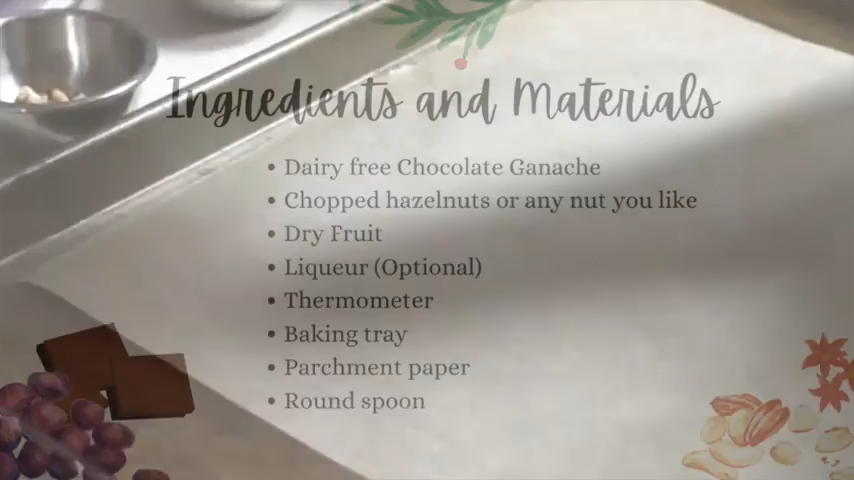 Ingredients and Materials
• Dairy free Chocolate Ganache
• Chopped hazelnuts or any nut you like
• Dry Fruit
• Liqueur (Optional)
• Thermometer
• Baking tray
• Parchment paper
• Round spoon